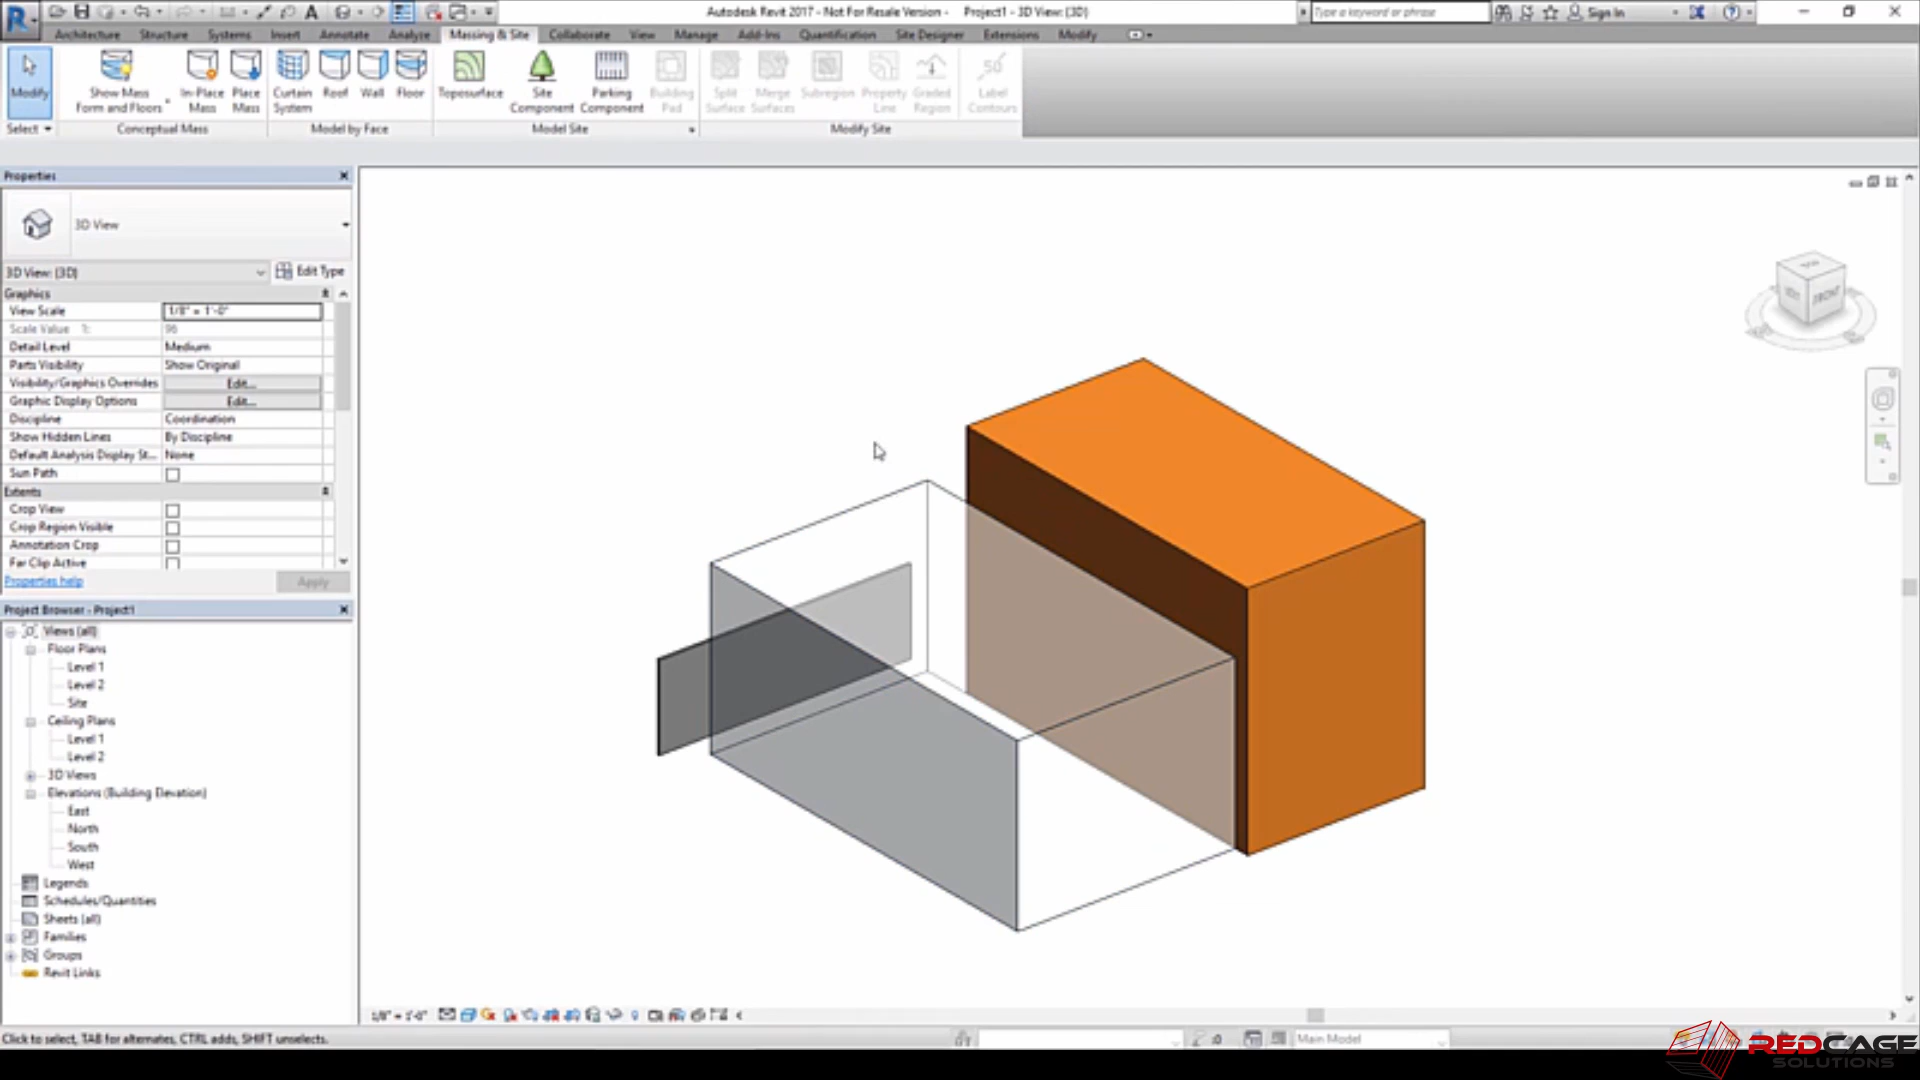 Autodesk Revit 2017 - Not For Resale Version - Project1 - 3D View: {3D}
Type a keyword or phrase
Sign In
Architecture Structure Systems Insert Annotate Analyze Massing & Site Collaborate View Manage Add-Ins Quantification Site Designer Extensions Modify
Modify
Show Mass Form and Floors
In-Place Mass
Place Mass
Curtain System
Roof
Wall
Floor
Toposurface
Site Component
Parking Component
Building Pad
Split Surface
Merge Surfaces
Subregion
Property Line
Graded Region
Label Contours
Select
Conceptual Mass
Model by Face
Model Site
Modify Site
Properties
3D View
3D View: {3D}
Edit Type
Graphics
View Scale 1/8" = 1'-0"
Scale Value 1: 96
Detail Level Medium
Parts Visibility Show Original
Visibility/Graphics Overrides Edit...
Graphic Display Options Edit...
Discipline Coordination
Show Hidden Lines By Discipline
Default Analysis Display St... None
Sun Path
Extents
Crop View
Crop Region Visible
Annotation Crop
Far Clip Active
Properties help
Apply
Project Browser - Project1
Views (all)
Floor Plans
Level 1
Level 2
Site
Ceiling Plans
Level 1
Level 2
3D Views
Elevations (Building Elevation)
East
North
South
West
Legends
Schedules/Quantities
Sheets (all)
Families
Groups
Revit Links
TOP
LEFT
FRONT
1/8" = 1'-0"
Click to select, TAB for alternates, CTRL adds, SHIFT unselects.
:0
Main Model
REDCAGE
SOLUTIONS